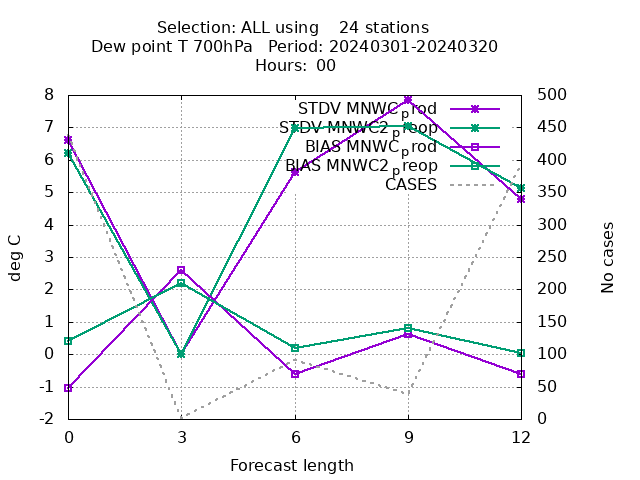 Selection: ALL using 24 stations
Dew point T 700hPa Period: 20240301-20240320
Hours: 00
8
7
6
5
4
3
2
1
0
-1
-2
500
450
400
350
300
250
200
150
100
50
0
STDV MNWC_prod
STDV MNWC2_preop
BIAS MNWC_prod
BIAS MNWC2_preop
CASES
deg C
No cases
0 3 6 9 12
Forecast length